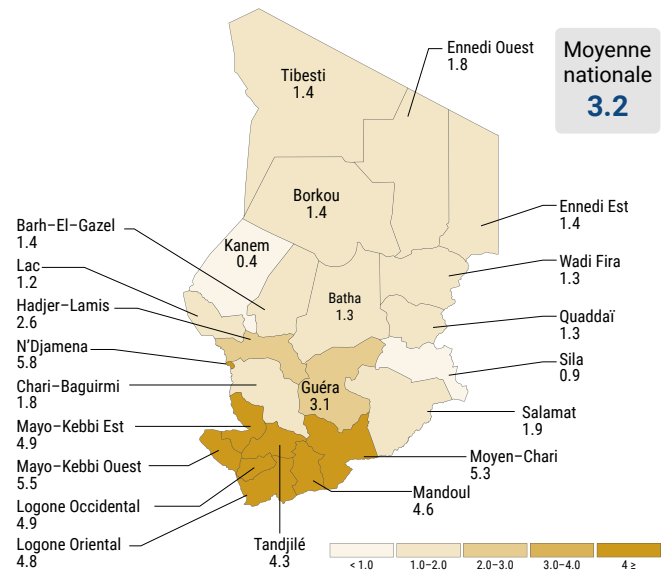 Moyenne
nationale
3.2
Ennedi Ouest
1.8
Tibesti
1.4
Borkou
1.4
Ennedi Est
1.4
Barh-El-Gazel
1.4
Kanem
0.4
Wadi Fira
1.3
Lac
1.2
Batha
1.3
Hadjer-Lamis
2.6
Quaddaï
1.3
N'Djamena
5.8
Sila
0.9
Chari-Baguirmi
1.8
Guéra
3.1
Salamat
1.9
Mayo-Kebbi Est
4.9
Moyen-Chari
5.3
Mayo-Kebbi Ouest
5.5
Mandoul
4.6
Logone Occidental
4.9
Logone Oriental
4.8
Tandjilé
4.3
< 1.0
1.0-2.0
2.0-3.0
3.0-4.0
4 ≥